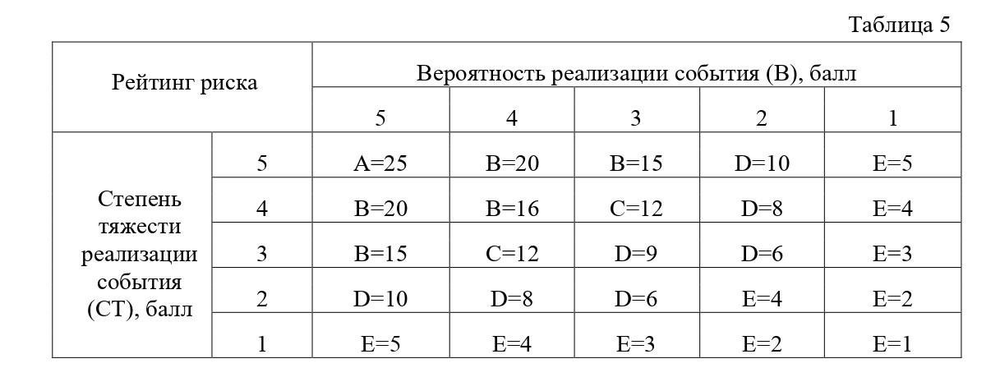 Таблица 5
Рейтинг риска
Вероятность реализации события (В), балл
5 4 3 2 1
Степень
тяжести
реализации
события
(СТ), балл
5 A=25 B=20 B=15 D=10 E=5
4 B=20 B=16 C=12 D=8 E=4
3 B=15 C=12 D=9 D=6 E=3
2 D=10 D=8 D=6 E=4 E=2
1 E=5 E=4 E=3 E=2 E=1